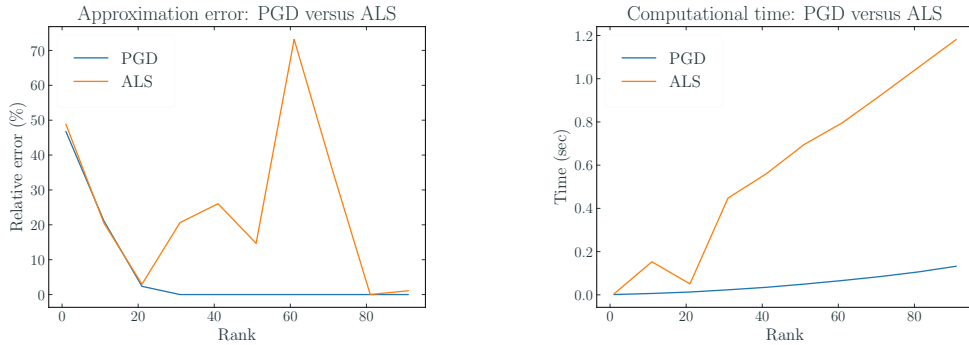 Approximation error: PGD versus ALS
Relative error (%)
70
60
50
40
30
20
10
0
PGD
ALS
0 20 40 60 80
Rank
Computational time: PGD versus ALS
Time (sec)
1.2
1.0
0.8
0.6
0.4
0.2
0.0
PGD
ALS
0 20 40 60 80
Rank